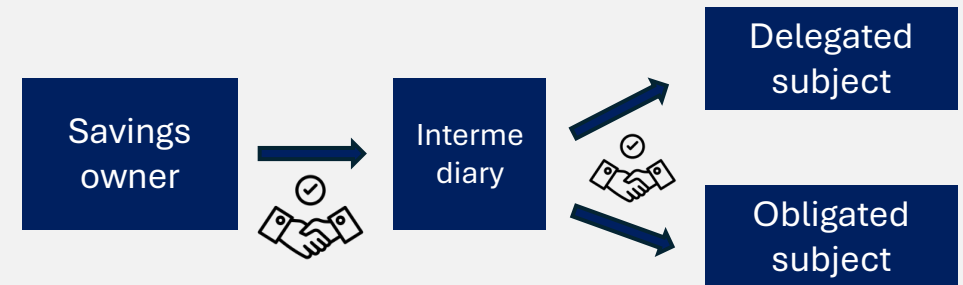 Savings
owner
Interme
diary
Delegated
subject
Obligated
subject